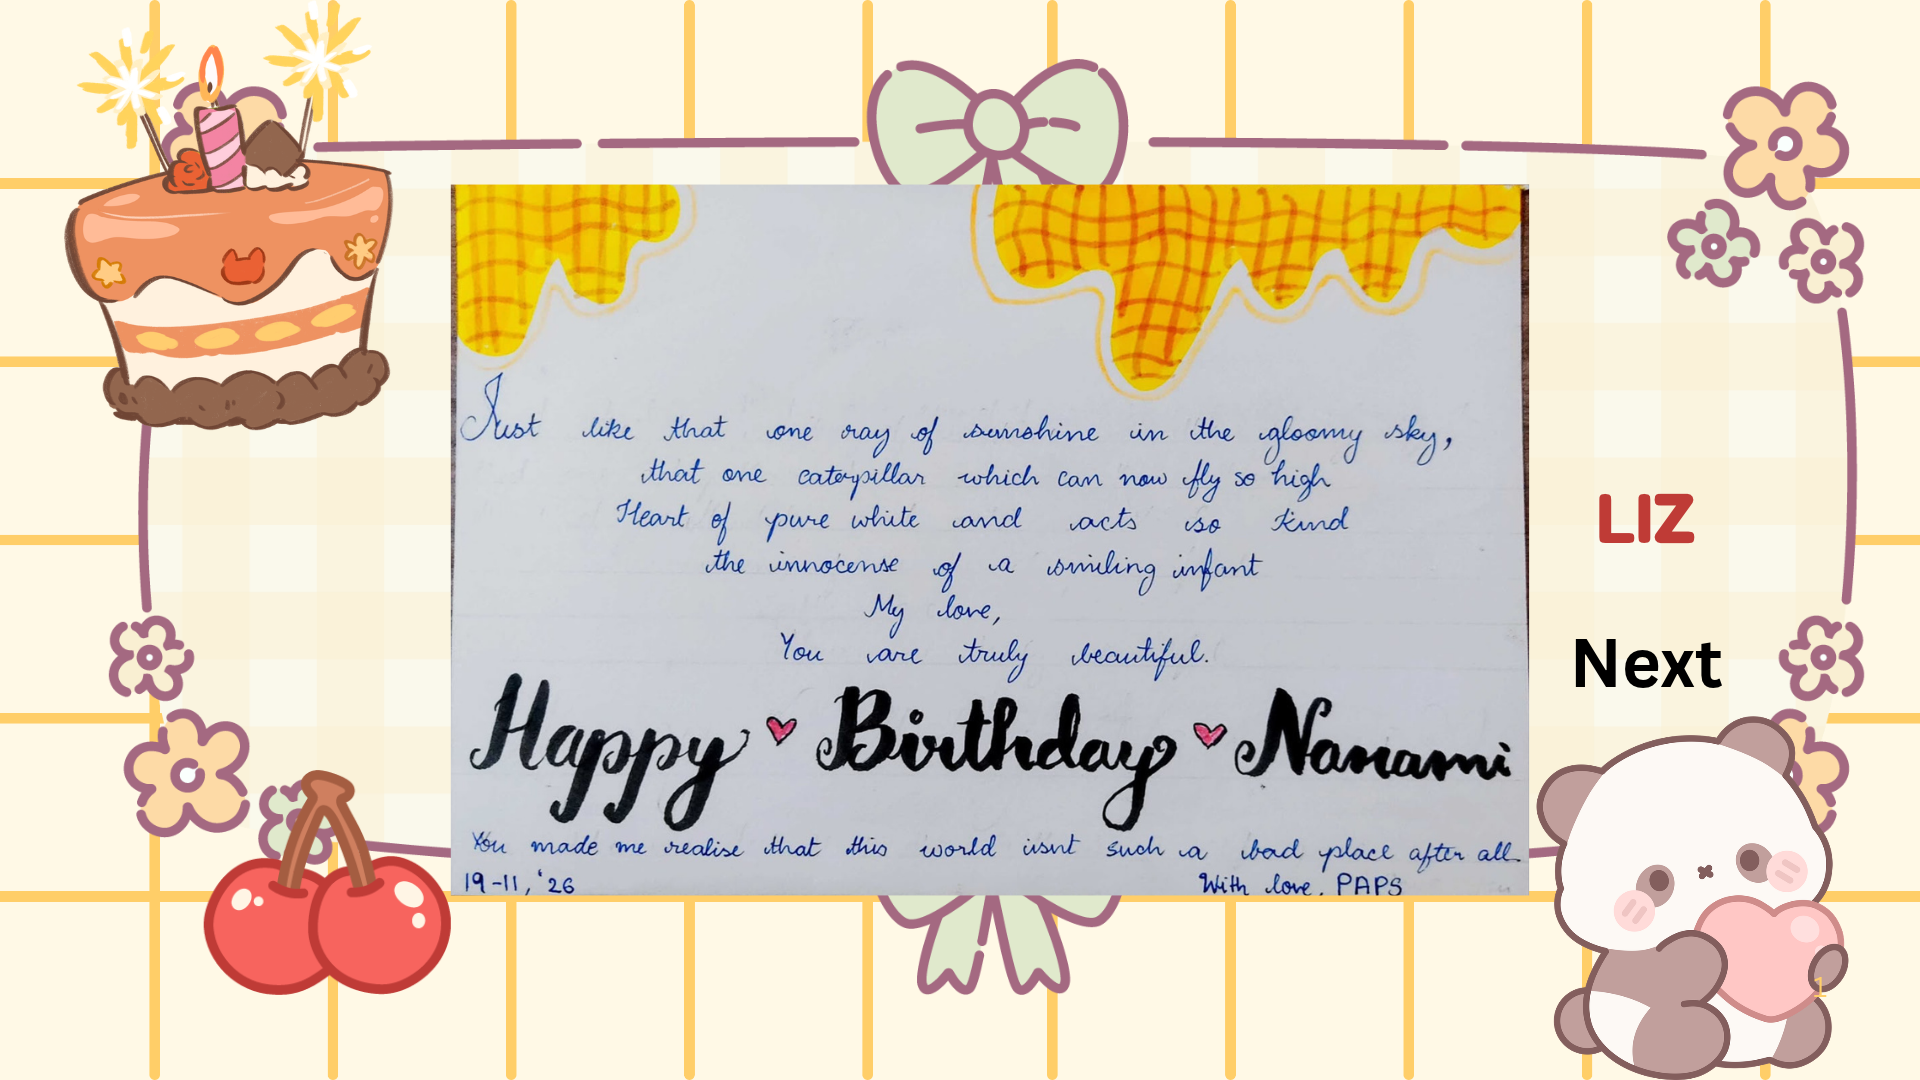 Just like that one ray of sunshine in the gloomy sky,
that one caterpillar which can now fly so high
Heart of pure white and acts so kind
the innocense of a smiling infant
My love,
You are truly beautiful.
Happy Birthday Nanami
You made me realise that this world isnt such a bad place after all.
19-11, '26
With love, PAPS
LIZ
Next
1